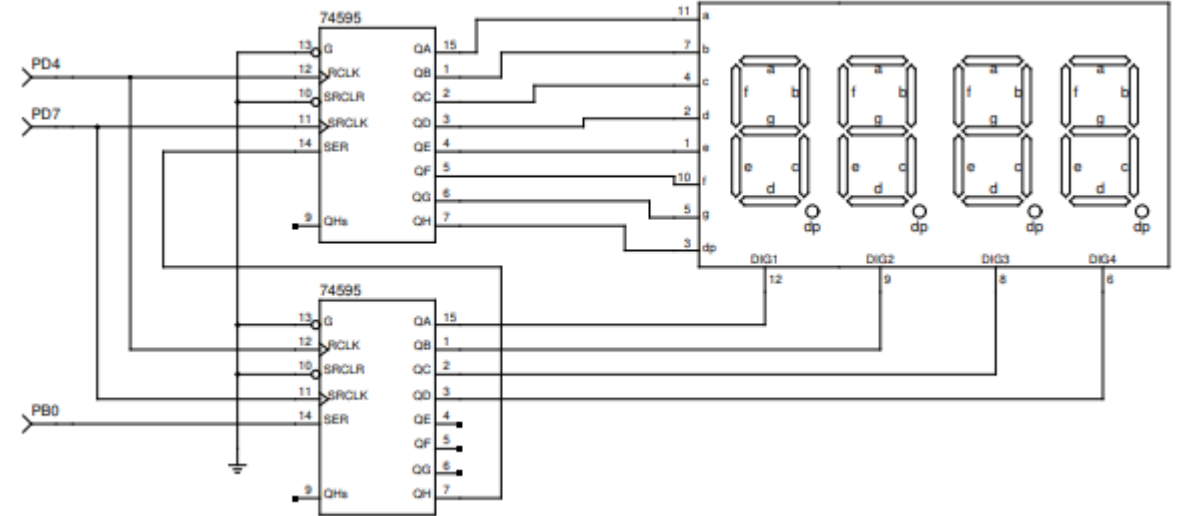 74595
PD4
PD7
13 G QA 15
12 RCLK QB 1
10 SRCLR QC 2
11 SRCLK QD 3
14 SER QE 4
QF 5
QG 6
9 QHs QH 7
11 a
7 b
4 c
2 d
1 e
10 f
5 g
3 dp
a a a a
f b f b f b f b
g g g g
e c e c e c e c
d d d d
dp dp dp dp
DIG1 DIG2 DIG3 DIG4
12 9 8 6
74595
13 G QA 15
12 RCLK QB 1
10 SRCLR QC 2
11 SRCLK QD 3
PB0
14 SER QE 4
QF 5
QG 6
9 QHs QH 7